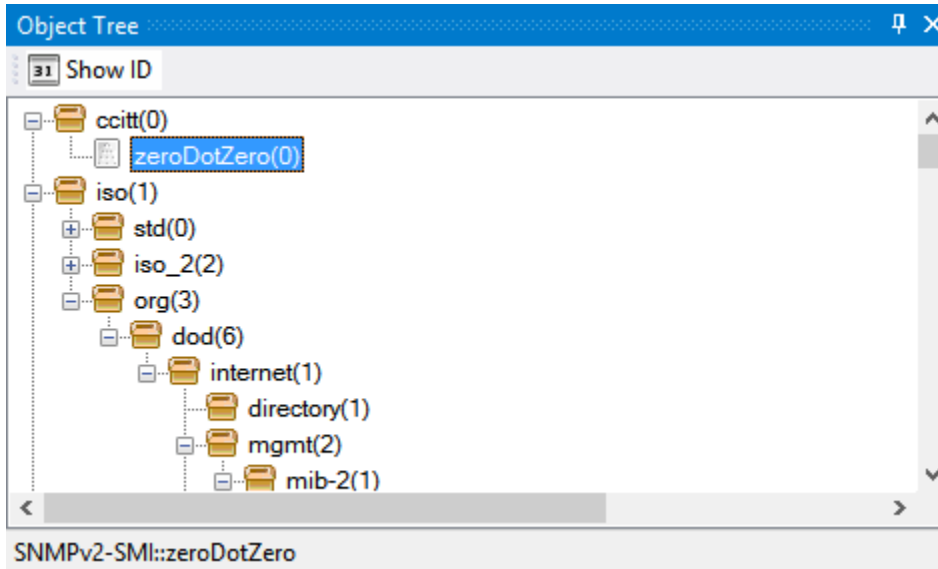 Object Tree
31 Show ID
ccitt(0)
zeroDotZero(0)
iso(1)
std(0)
iso_2(2)
org(3)
dod(6)
internet(1)
directory(1)
mgmt(2)
mib-2(1)
SNMPv2-SMI::zeroDotZero